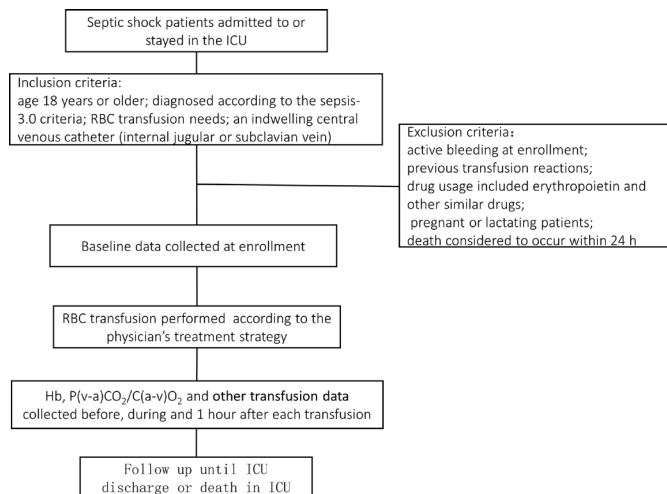 Septic shock patients admitted to or
stayed in the ICU
Inclusion criteria:
age 18 years or older; diagnosed according to the sepsis-
3.0 criteria; RBC transfusion needs; an indwelling central
venous catheter (internal jugular or subclavian vein)
Exclusion criteria:
active bleeding at enrollment;
previous transfusion reactions;
drug usage included erythropoietin and
other similar drugs;
pregnant or lactating patients;
death considered to occur within 24 h
Baseline data collected at enrollment
RBC transfusion performed according to the
physician's treatment strategy
Hb, P(v-a)CO₂/C(a-v)O₂ and other transfusion data
collected before, during and 1 hour after each transfusion
Follow up until ICU
discharge or death in ICU